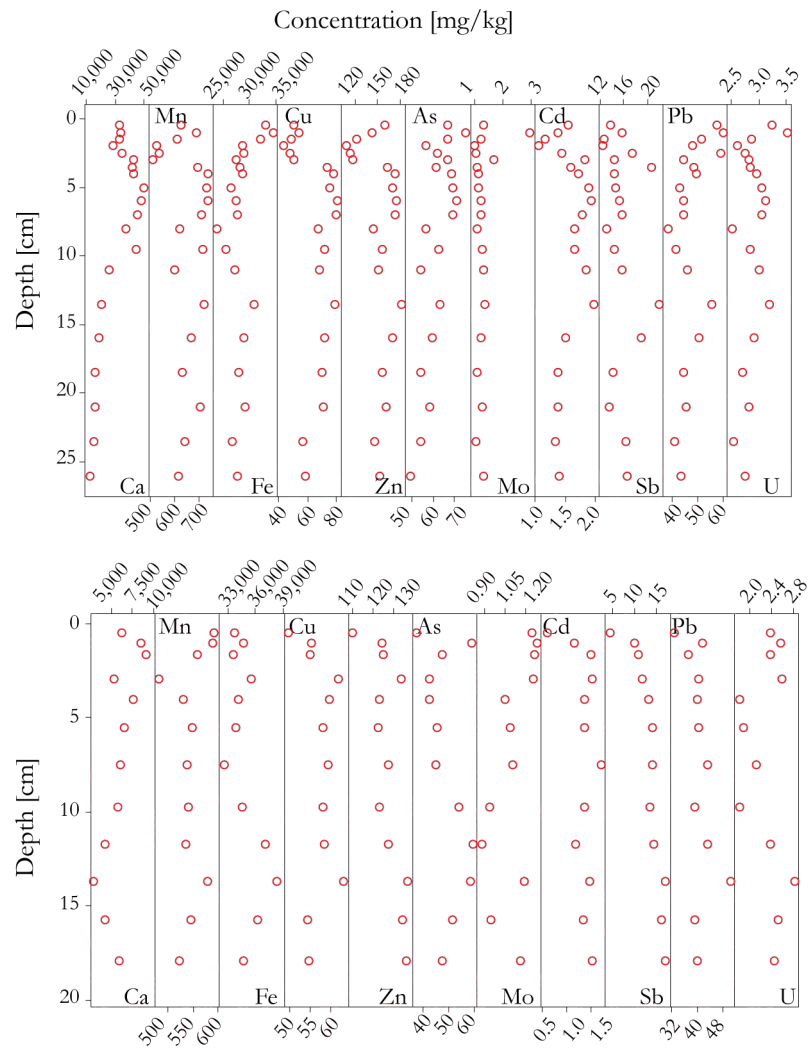 Concentration [mg/kg]
10,000 30,000 50,000 25,000 30,000 35,000 120 150 180 1 2 3 12 16 20 2.5 3.0 3.5
Mn Cu As Cd Pb
0
5
10
15
20
25
Depth [cm]
Ca Fe Zn Mo Sb U
500 600 700 40 60 80 50 60 70 1.0 1.5 2.0 40 50 60
5,000 7,500 10,000 33,000 36,000 39,000 110 120 130 0.90 1.05 1.20 5 10 15 2.0 2.4 2.8
Mn Cu As Cd Pb
0
5
10
15
20
Depth [cm]
Ca Fe Zn Mo Sb U
500 550 600 50 55 60 40 50 60 0.5 1.0 1.5 32 40 48